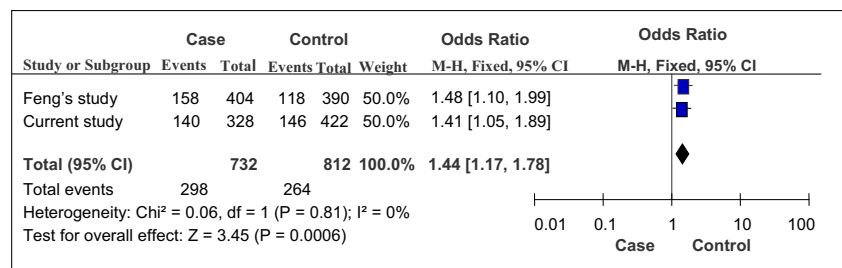 Case Control Odds Ratio Odds Ratio
Study or Subgroup Events Total Events Total Weight M-H, Fixed, 95% CI M-H, Fixed, 95% CI
Feng's study 158 404 118 390 50.0% 1.48 [1.10, 1.99]
Current study 140 328 146 422 50.0% 1.41 [1.05, 1.89]
Total (95% CI) 732 812 100.0% 1.44 [1.17, 1.78]
Total events 298 264
Heterogeneity: Chi² = 0.06, df = 1 (P = 0.81); I² = 0%
Test for overall effect: Z = 3.45 (P = 0.0006)
0.01 0.1 1 10 100
Case Control